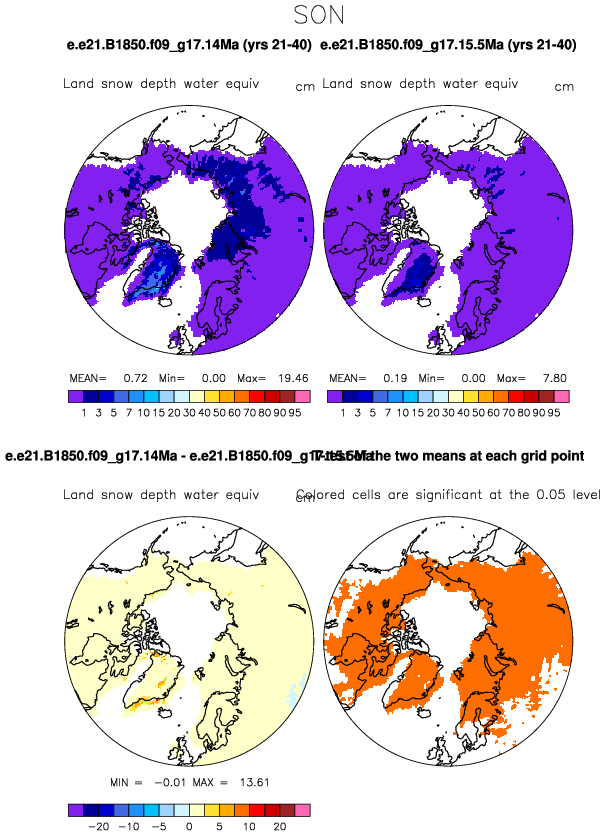 SON
e.e21.B1850.f09_g17.14Ma (yrs 21-40) e.e21.B1850.f09_g17.15.5Ma (yrs 21-40)
Land snow depth water equiv cm Land snow depth water equiv cm
MEAN= 0.72 Min= 0.00 Max= 19.46 MEAN= 0.19 Min= 0.00 Max= 7.80
1 3 5 7 10 15 20 30 40 50 60 70 80 90 95 1 3 5 7 10 15 20 30 40 50 60 70 80 90 95
e.e21.B1850.f09_g17.14Ma - e.e21.B1850.f09_g17.15.5Ma T-test of the two means at each grid point
Land snow depth water equiv cm Colored cells are significant at the 0.05 level
MIN = -0.01 MAX = 13.61
-20 -10 -5 -2 0 2 5 10 20